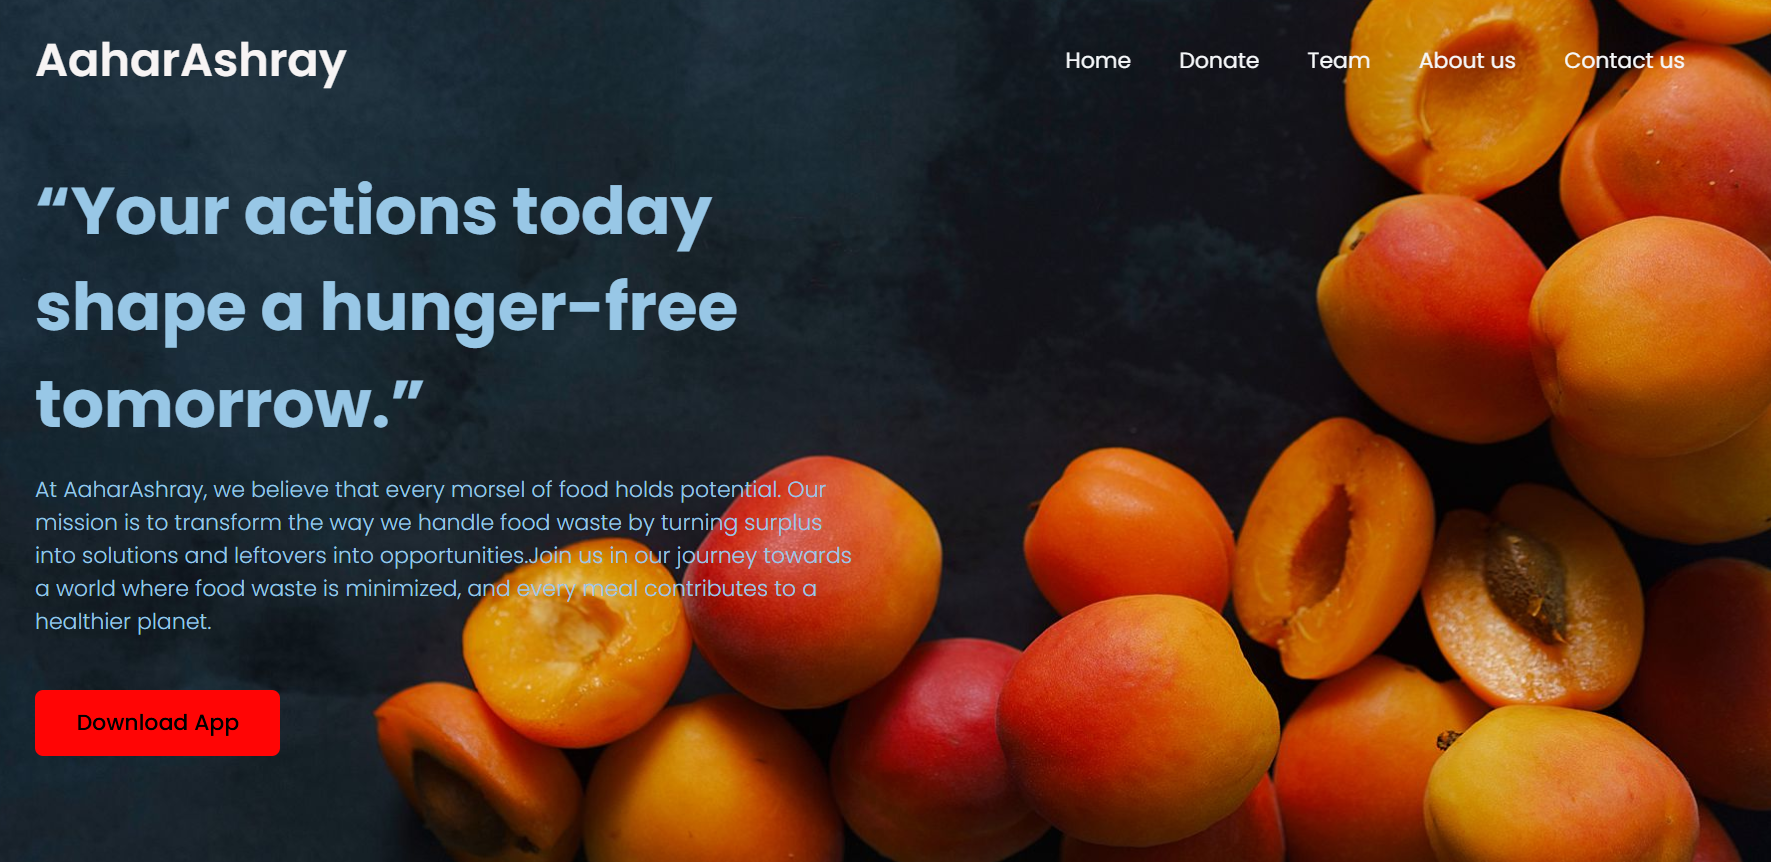 AaharAshray
Home Donate Team About us Contact us
“Your actions today
shape a hunger-free
tomorrow.”
At AaharAshray, we believe that every morsel of food holds potential. Our
mission is to transform the way we handle food waste by turning surplus
into solutions and leftovers into opportunities.Join us in our journey towards
a world where food waste is minimized, and every meal contributes to a
healthier planet.
Download App